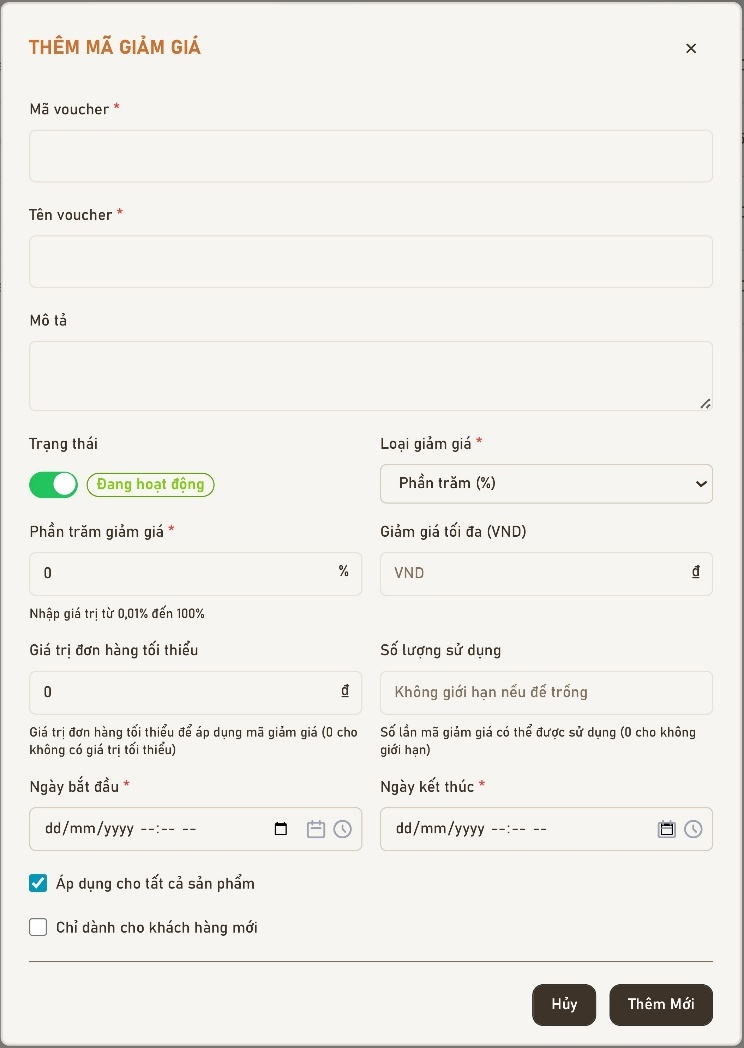 THÊM MÃ GIẢM GIÁ
Mã voucher *
Tên voucher *
Mô tả
Trạng thái
Loại giảm giá *
Đang hoạt động
Phần trăm (%)
Phần trăm giảm giá *
Giảm giá tối đa (VND)
0 %
VND ₫
Nhập giá trị từ 0,01% đến 100%
Giá trị đơn hàng tối thiểu
Số lượng sử dụng
0 ₫
Không giới hạn nếu để trống
Giá trị đơn hàng tối thiểu để áp dụng mã giảm giá (0 cho
không có giá trị tối thiểu)
Số lần mã giảm giá có thể được sử dụng (0 cho không
giới hạn)
Ngày bắt đầu *
Ngày kết thúc *
dd/mm/yyyy --:-- --
dd/mm/yyyy --:-- --
Áp dụng cho tất cả sản phẩm
Chỉ dành cho khách hàng mới
Hủy
Thêm Mới